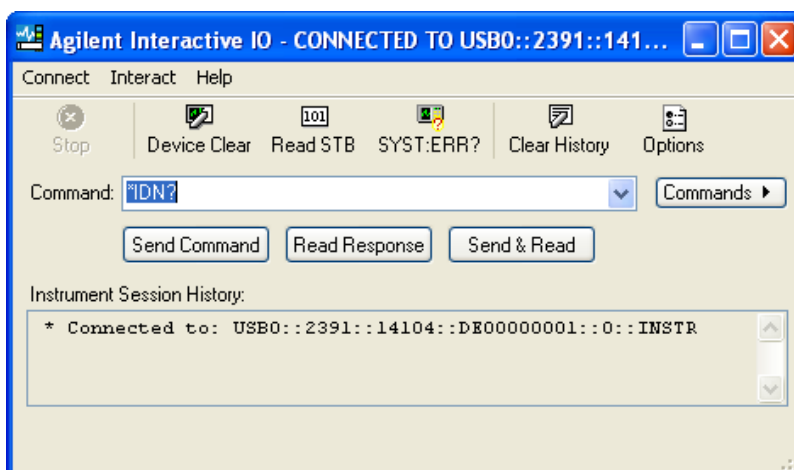 Agilent Interactive IO - CONNECTED TO USB0::2391::141...
Connect Interact Help
101
Stop Device Clear Read STB SYST:ERR? Clear History Options
Command: *IDN? Commands
Send Command Read Response Send & Read
Instrument Session History:
* Connected to: USB0::2391::14104::DE00000001::0::INSTR